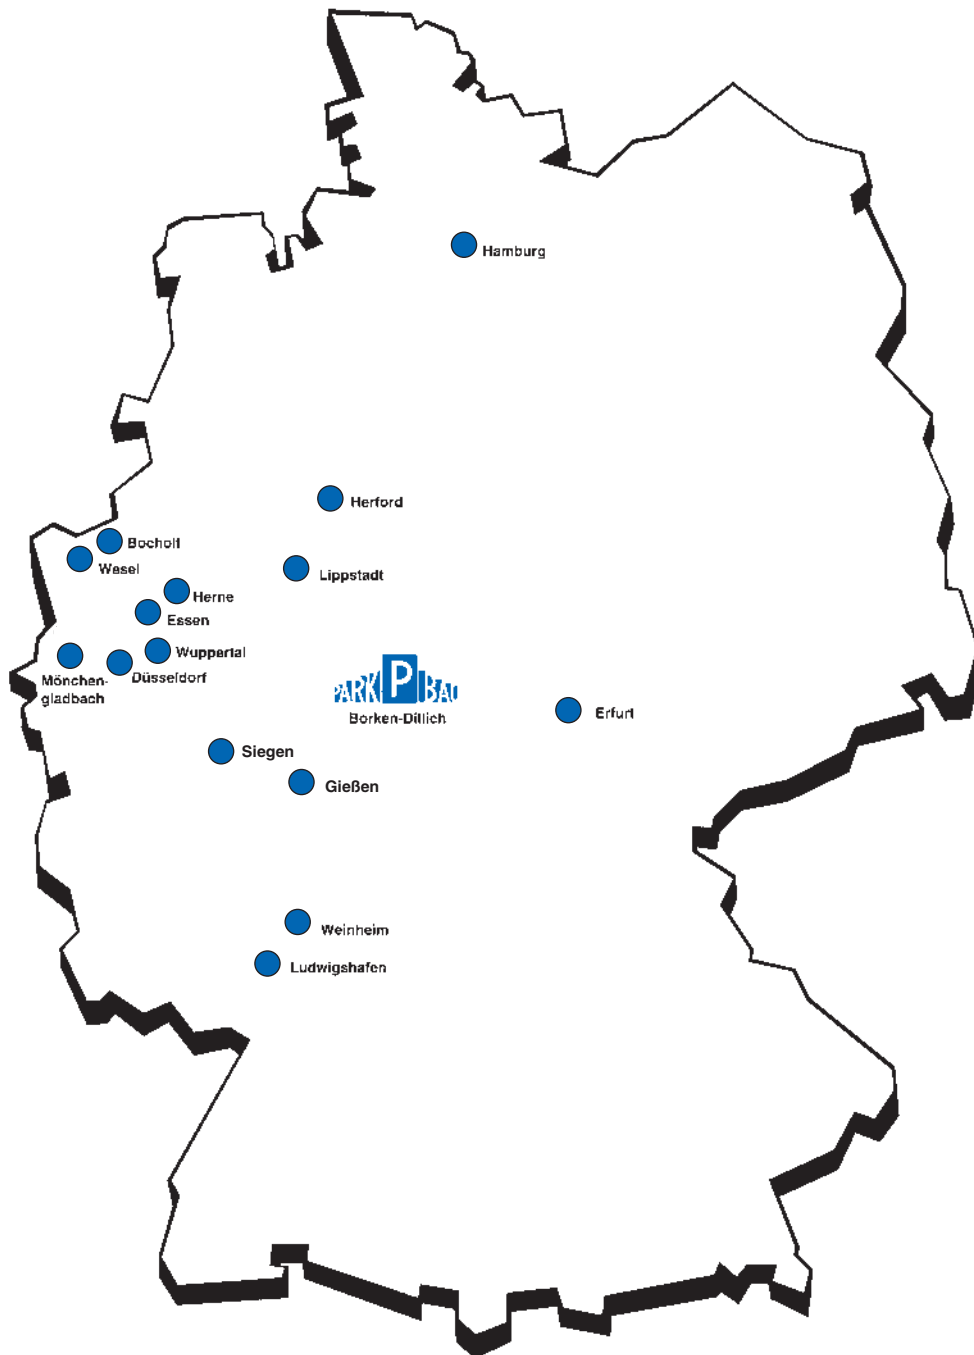 Hamburg
Herford
Bocholt
Wesel
Lippstadt
Herne
Essen
Wuppertal
Düsseldorf
Mönchen-
gladbach
PARK P BAU
Borken-Dillich
Erfurt
Siegen
Gießen
Weinheim
Ludwigshafen